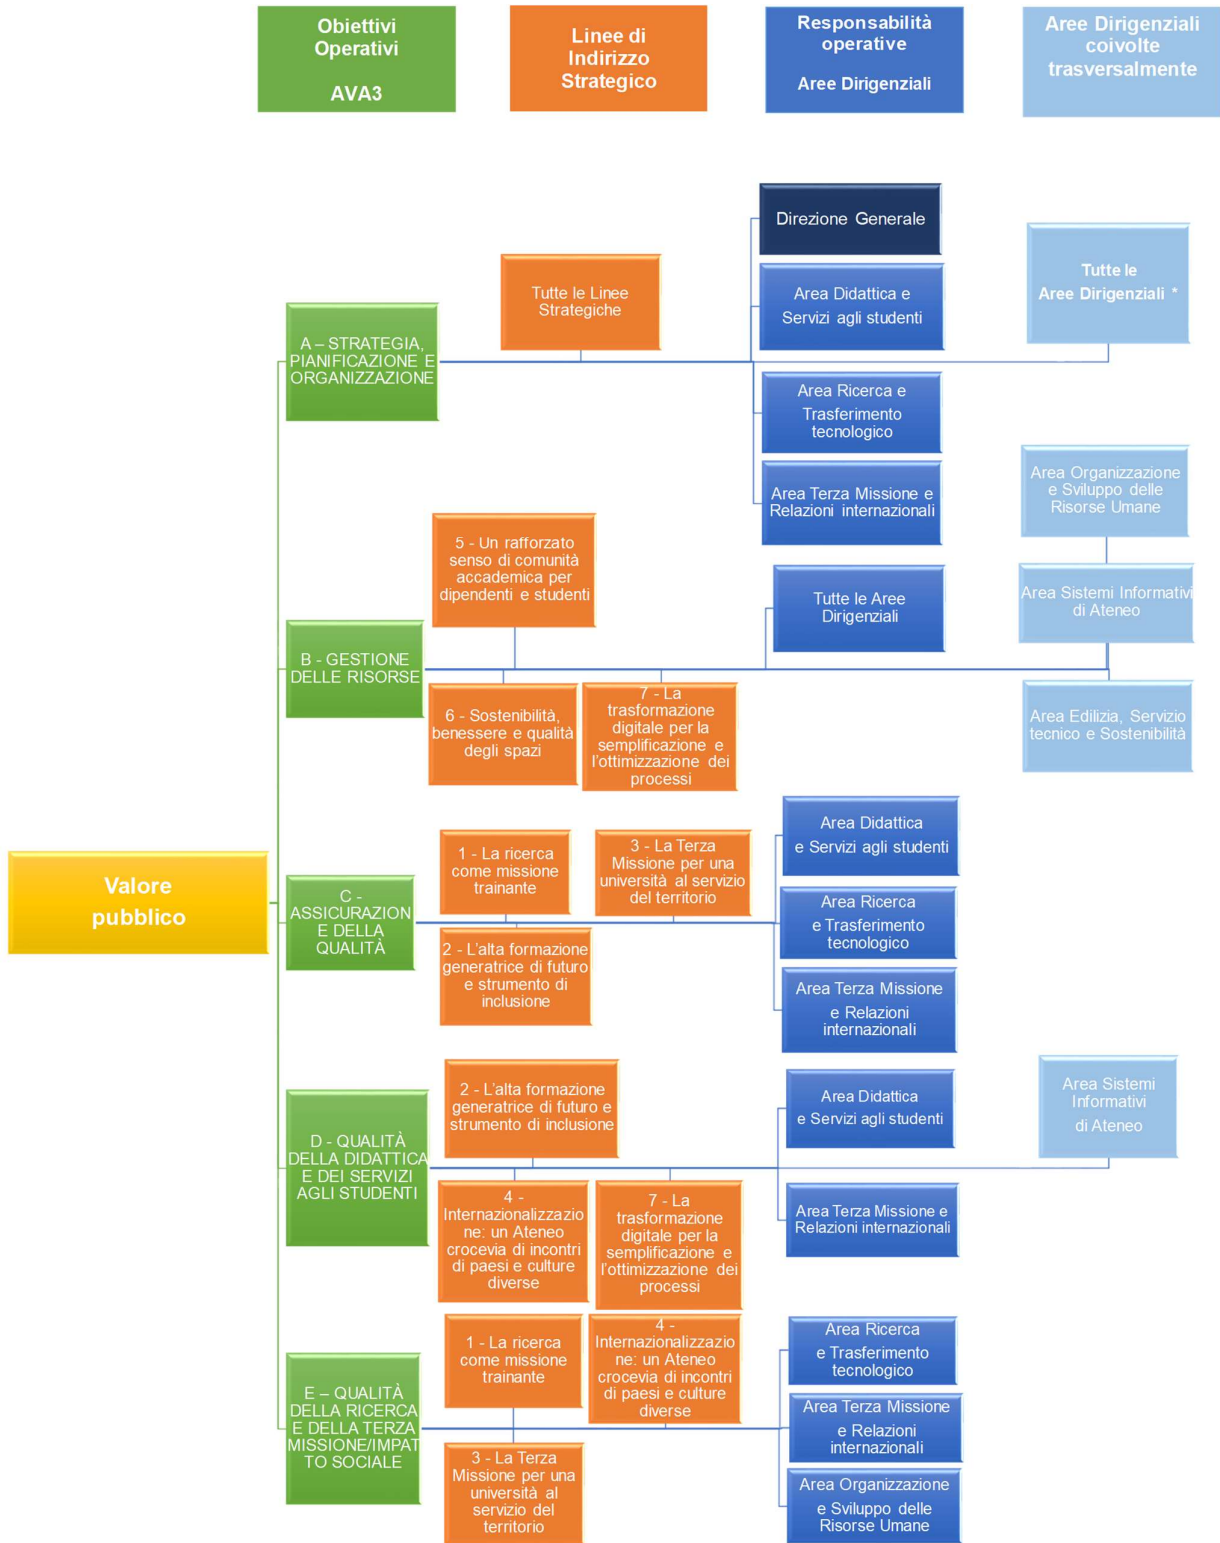 Obiettivi
Operativi
AVA3
Linee di
Indirizzo
Strategico
Responsabilità
operative
Aree Dirigenziali
Aree Dirigenziali
coivolte
trasversalmente
Valore
pubblico
A – STRATEGIA,
PIANIFICAZIONE E
ORGANIZZAZIONE
Tutte le Linee
Strategiche
Direzione Generale
Area Didattica e
Servizi agli studenti
Area Ricerca e
Trasferimento
tecnologico
Area Terza Missione e
Relazioni internazionali
Tutte le
Aree Dirigenziali *
B - GESTIONE
DELLE RISORSE
5 - Un rafforzato
senso di comunità
accademica per
dipendenti e studenti
6 - Sostenibilità,
benessere e qualità
degli spazi
7 - La
trasformazione
digitale per la
semplificazione e
l'ottimizzazione dei
processi
Tutte le Aree
Dirigenziali
Area Organizzazione
e Sviluppo delle
Risorse Umane
Area Sistemi Informativi
di Ateneo
Area Edilizia, Servizio
tecnico e Sostenibilità
C -
ASSICURAZION
E DELLA
QUALITÀ
1 - La ricerca
come missione
trainante
3 - La Terza
Missione per una
università al servizio
del territorio
2 - L'alta formazione
generatrice di futuro
e strumento di
inclusione
Area Didattica
e Servizi agli studenti
Area Ricerca
e Trasferimento
tecnologico
Area Terza Missione
e Relazioni
internazionali
D - QUALITÀ
DELLA DIDATTICA
E DEI SERVIZI
AGLI STUDENTI
2 - L'alta formazione
generatrice di futuro e
strumento di inclusione
4 -
Internazionalizzazio
ne: un Ateneo
crocevia di incontri
di paesi e culture
diverse
7 - La
trasformazione
digitale per la
semplificazione e
l'ottimizzazione dei
processi
Area Didattica
e Servizi agli studenti
Area Terza Missione e
Relazioni internazionali
Area Sistemi
Informativi
di Ateneo
E – QUALITÀ
DELLA RICERCA
E DELLA TERZA
MISSIONE/IMPAT
TO SOCIALE
1 - La ricerca
come missione
trainante
4 -
Internazionalizzazio
ne: un Ateneo
crocevia di incontri
di paesi e culture
diverse
3 - La Terza
Missione per una
università al
servizio del
territorio
Area Ricerca
e Trasferimento
tecnologico
Area Terza Missione
e Relazioni
internazionali
Area Organizzazione
e Sviluppo delle
Risorse Umane